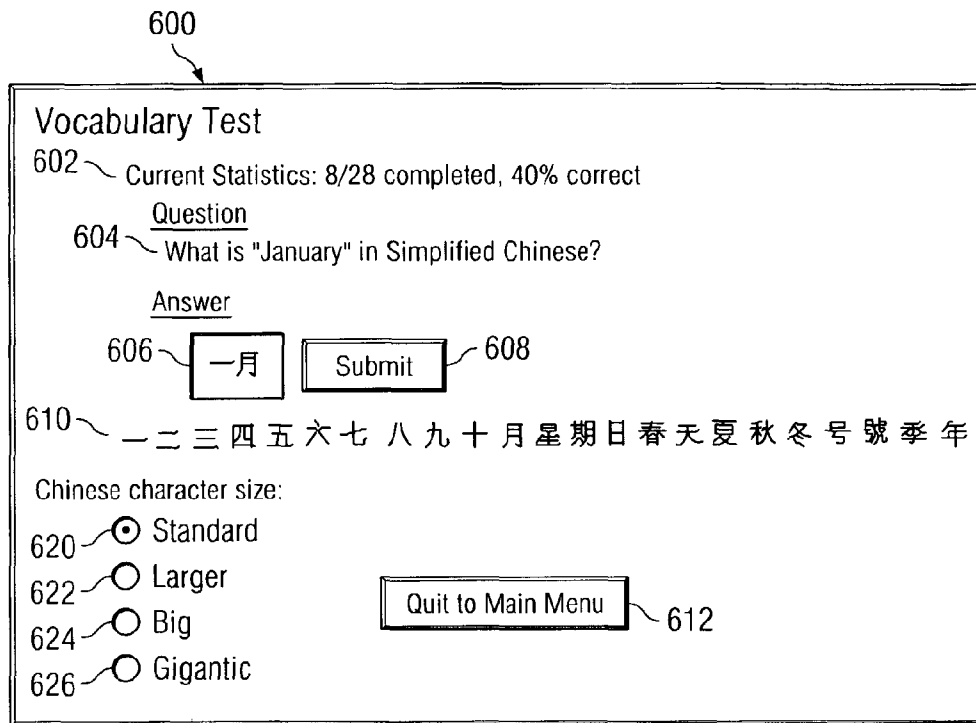 600
Vocabulary Test
602 Current Statistics: 8/28 completed, 40% correct
Question
604 What is "January" in Simplified Chinese?
Answer
606 一月 Submit 608
610 一 二 三 四 五 六 七 八 九 十 月 星 期 日 春 天 夏 秋 冬 号 號 季 年
Chinese character size:
620 Standard
622 Larger
624 Big
626 Gigantic
Quit to Main Menu 612